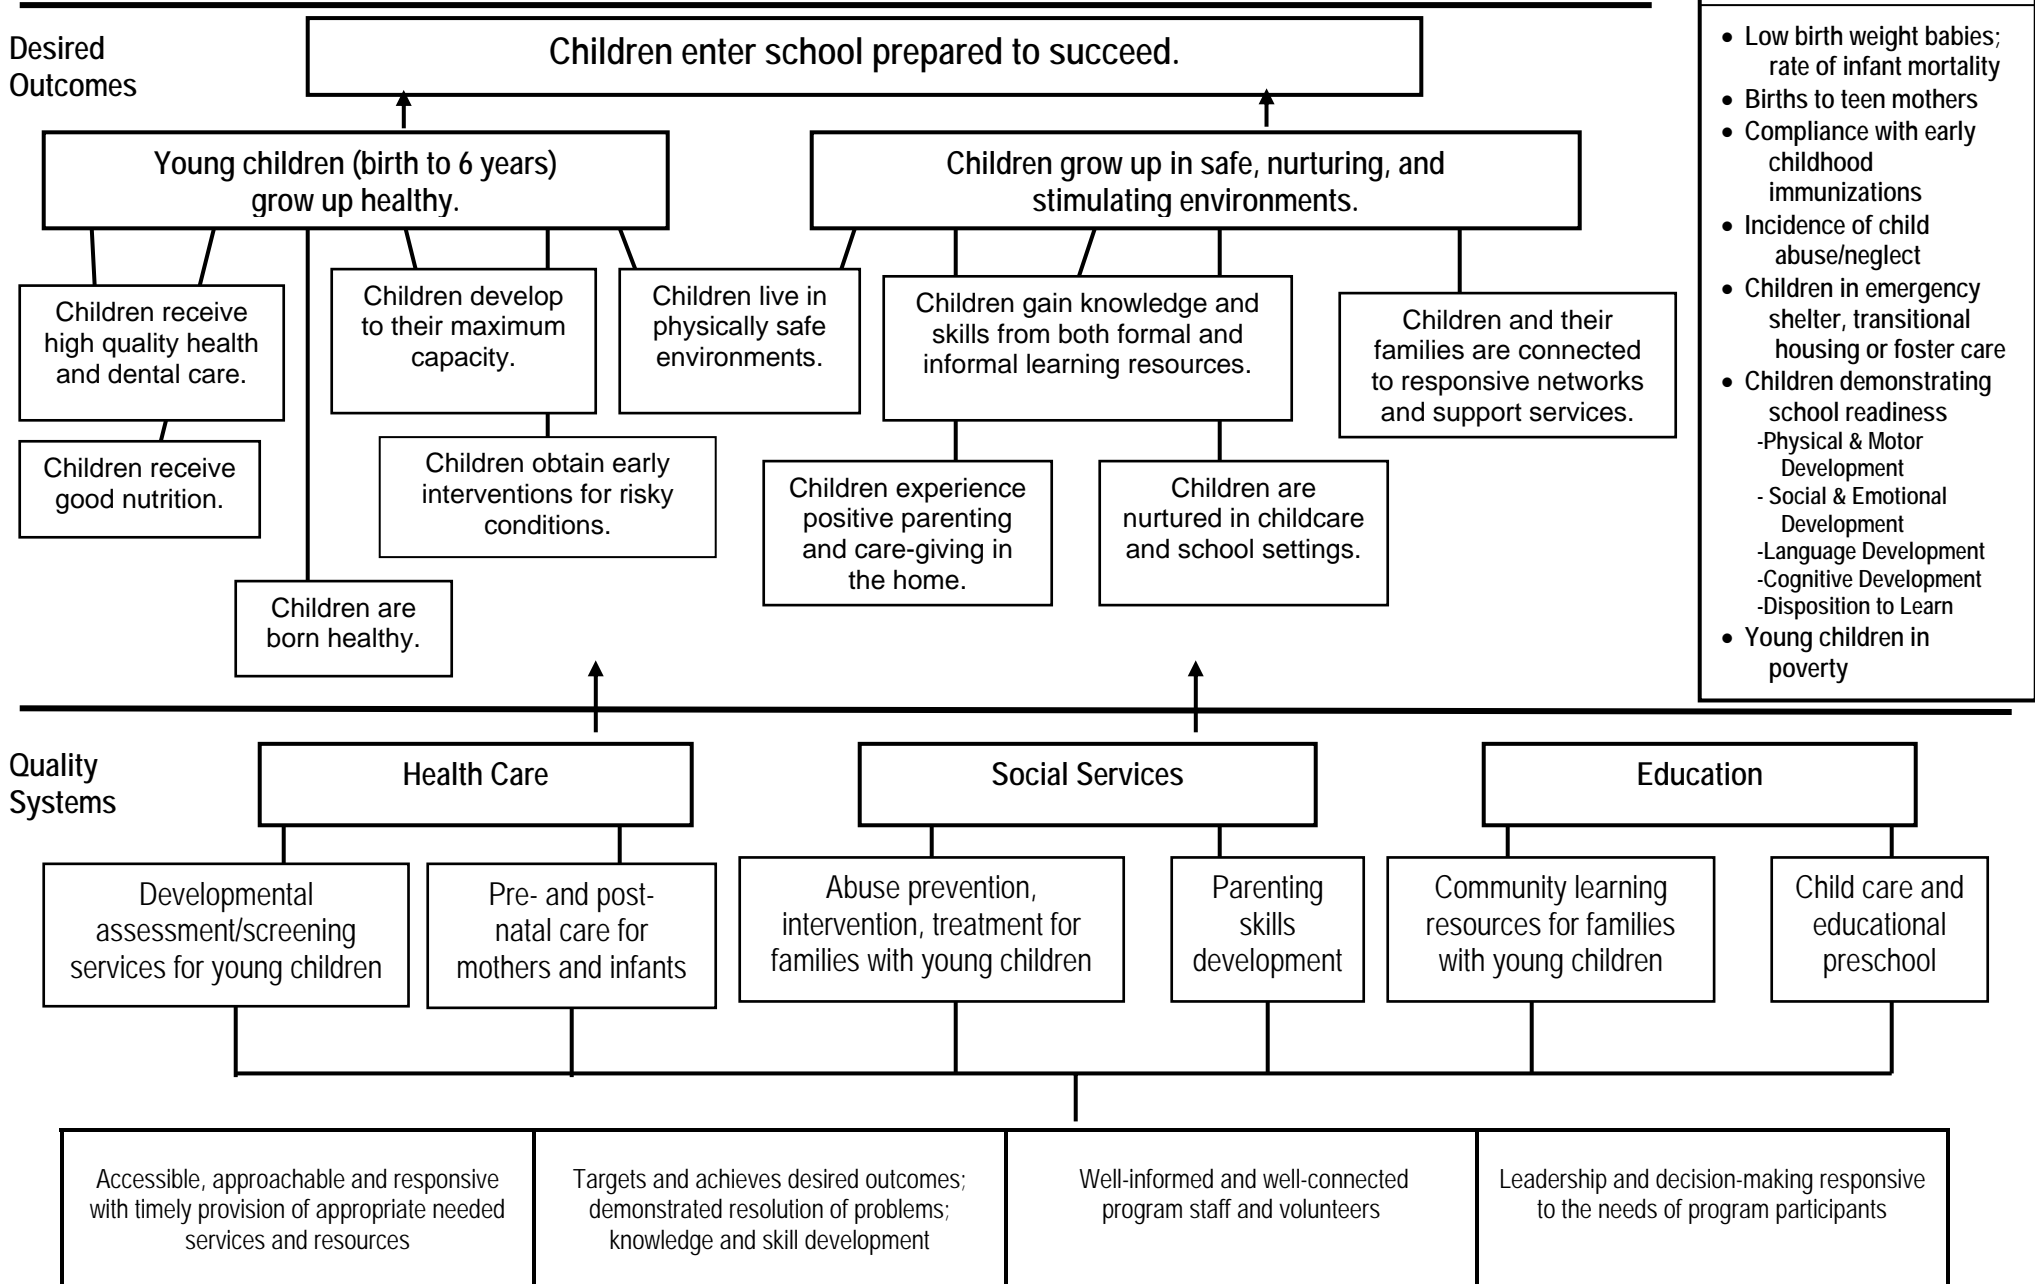 Desired
Outcomes
Children enter school prepared to succeed.
Young children (birth to 6 years)
grow up healthy.
Children grow up in safe, nurturing, and
stimulating environments.
Children receive
high quality health
and dental care.
Children develop
to their maximum
capacity.
Children live in
physically safe
environments.
Children gain knowledge and
skills from both formal and
informal learning resources.
Children and their
families are connected
to responsive networks
and support services.
Children receive
good nutrition.
Children obtain early
interventions for risky
conditions.
Children experience
positive parenting
and care-giving in
the home.
Children are
nurtured in childcare
and school settings.
Children are
born healthy.
• Low birth weight babies;
rate of infant mortality
• Births to teen mothers
• Compliance with early
childhood
immunizations
• Incidence of child
abuse/neglect
• Children in emergency
shelter, transitional
housing or foster care
• Children demonstrating
school readiness
-Physical & Motor
Development
- Social & Emotional
Development
-Language Development
-Cognitive Development
-Disposition to Learn
• Young children in
poverty
Quality
Systems
Health Care
Social Services
Education
Developmental
assessment/screening
services for young children
Pre- and post-
natal care for
mothers and infants
Abuse prevention,
intervention, treatment for
families with young children
Parenting
skills
development
Community learning
resources for families
with young children
Child care and
educational
preschool
Accessible, approachable and responsive
with timely provision of appropriate needed
services and resources
Targets and achieves desired outcomes;
demonstrated resolution of problems;
knowledge and skill development
Well-informed and well-connected
program staff and volunteers
Leadership and decision-making responsive
to the needs of program participants